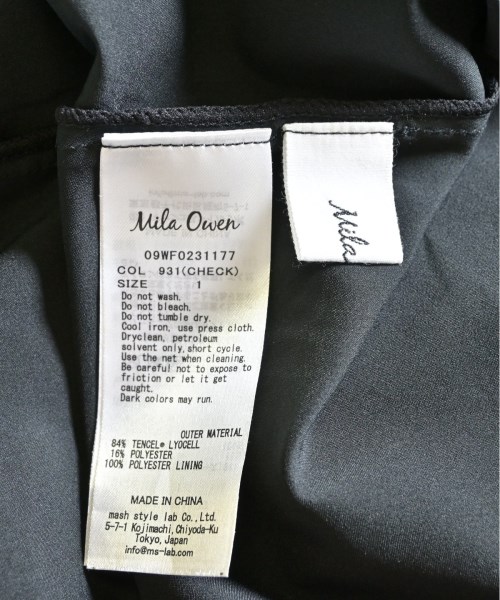 Mila Owen
09WF0231177
COL 931(CHECK)
SIZE 1
Do not wash.
Do not bleach.
Do not tumble dry.
Cool iron, use press cloth.
Dryclean, petroleum
solvent only,short cycle.
Use the net when cleaning.
Be careful not to expose to
friction or let it get
caught.
Dark colors may run.
OUTER MATERIAL
84% TENCEL® LYOCELL
16% POLYESTER
100% POLYESTER LINING
MADE IN CHINA
mash style lab Co.,Ltd.
5-7-1 Kojimachi,Chiyoda-Ku
Tokyo,Japan
info@ms-lab.com
Mila